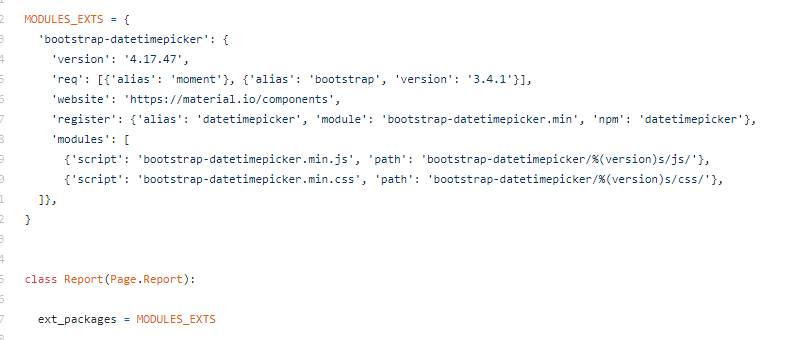 2 MODULES_EXTS = {
3 'bootstrap-datetimepicker': {
4 'version': '4.17.47',
5 'req': [{'alias': 'moment'}, {'alias': 'bootstrap', 'version': '3.4.1'}],
6 'website': 'https://material.io/components',
7 'register': {'alias': 'datetimepicker', 'module': 'bootstrap-datetimepicker.min', 'npm': 'datetimepicker'},
8 'modules': [
9 {'script': 'bootstrap-datetimepicker.min.js', 'path': 'bootstrap-datetimepicker/%(version)s/js/'},
0 {'script': 'bootstrap-datetimepicker.min.css', 'path': 'bootstrap-datetimepicker/%(version)s/css/'},
1 ]},
2 }
3
4
5 class Report(Page.Report):
6
7 ext_packages = MODULES_EXTS
8